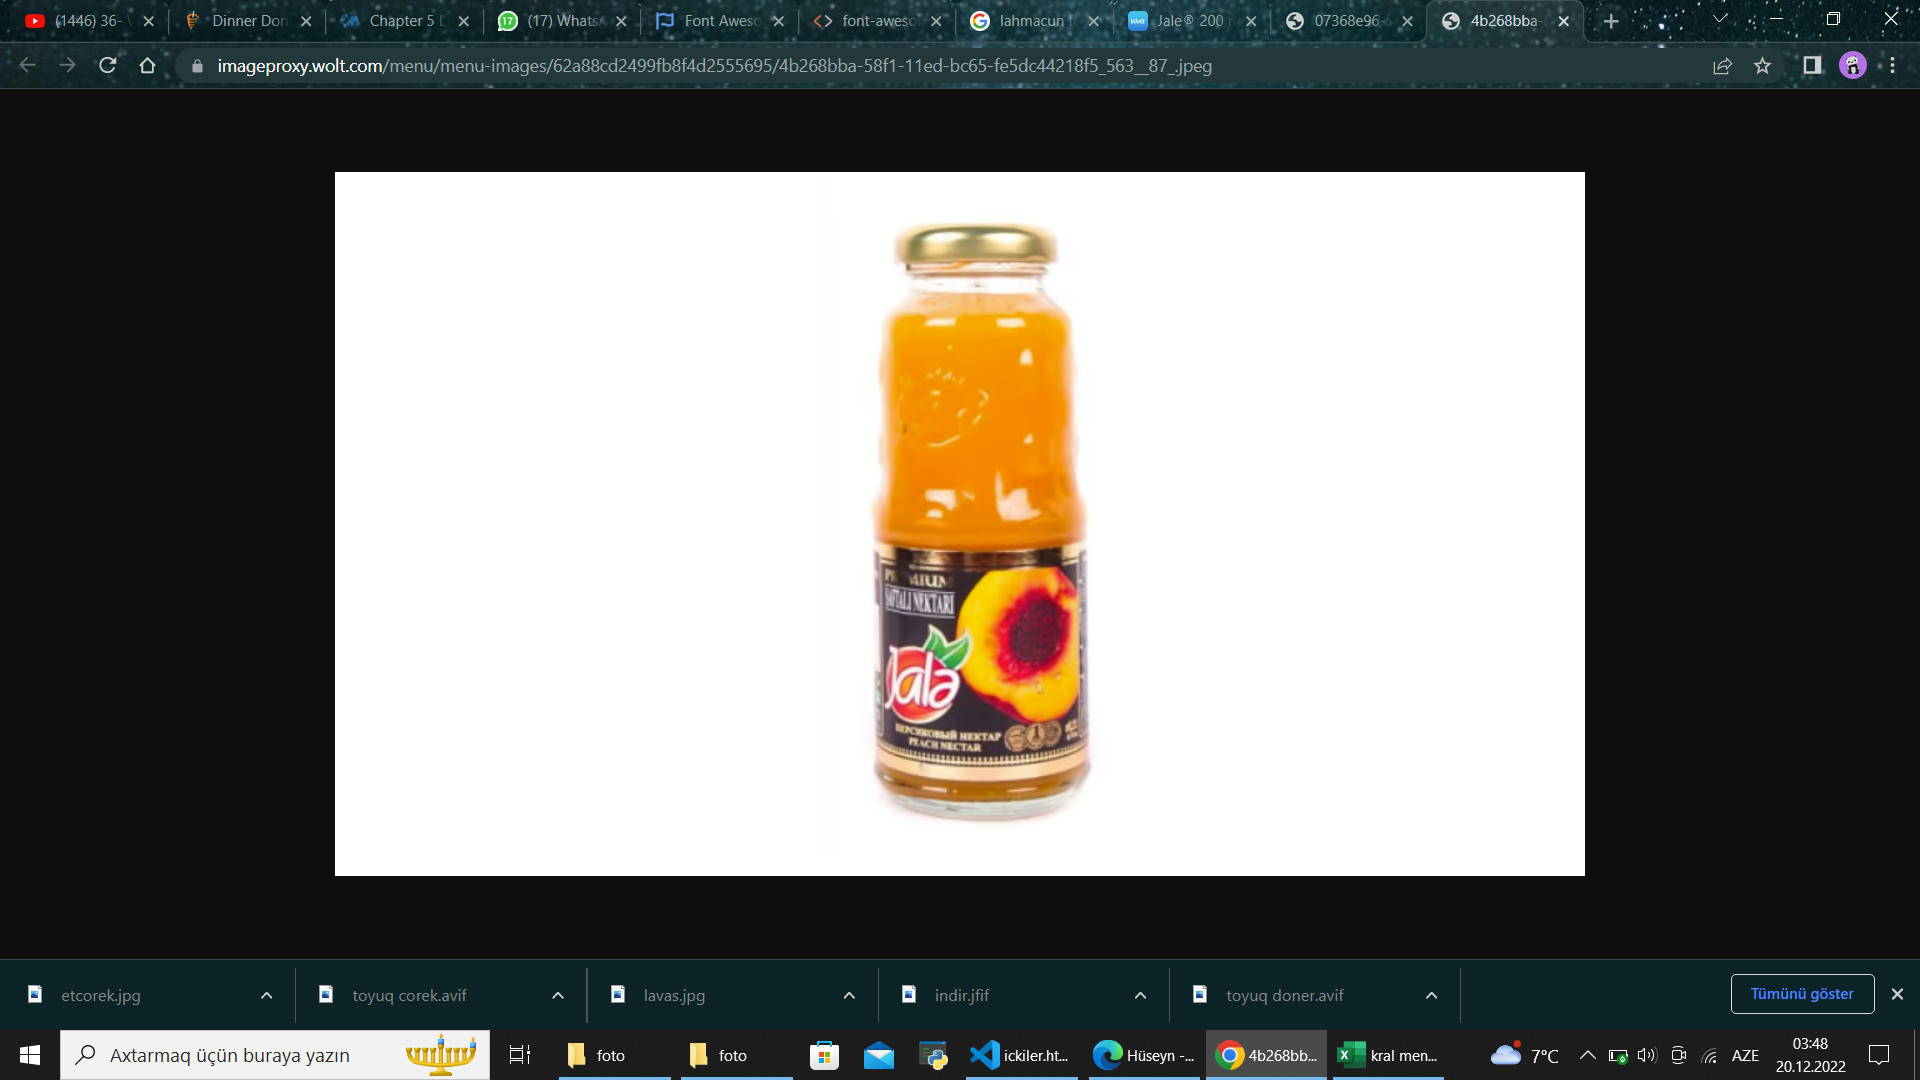 (1446) 36-
Dinner Don
Chapter 5
(17) Whats
Font Aweso
font-aweso
lahmacun
Jale® 200
07368e96-
4b268bba-
imageproxy.wolt.com/menu/menu-images/62a88cd2499fb8f4d2555695/4b268bba-58f1-11ed-bc65-fe5dc44218f5_563__87_.jpeg
PREMIUM
ŞAFTALI NEKTARI
Jalə
ПЕРСИКОВЫЙ НЕКТАР
PEACH NECTAR
etcorek.jpg
toyuq corek.avif
lavas.jpg
indir.jfif
toyuq doner.avif
Tümünü göster
Axtarmaq üçün buraya yazın
foto
foto
ickiler.ht...
Hüseyn -...
4b268bb...
kral men...
7°C
AZE
03:48
20.12.2022